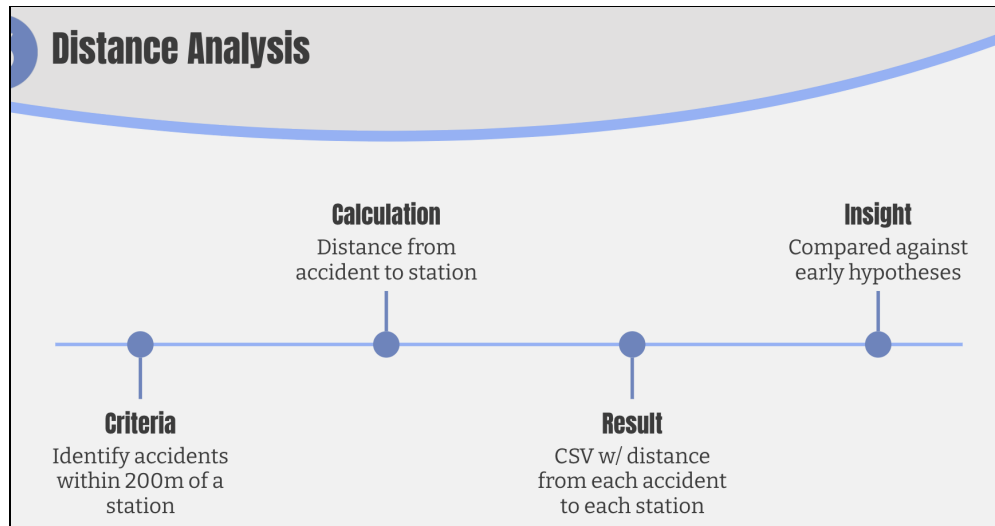 Distance Analysis
Calculation
Distance from
accident to station
Insight
Compared against
early hypotheses
Criteria
Identify accidents
within 200m of a
station
Result
CSV w/ distance
from each accident
to each station